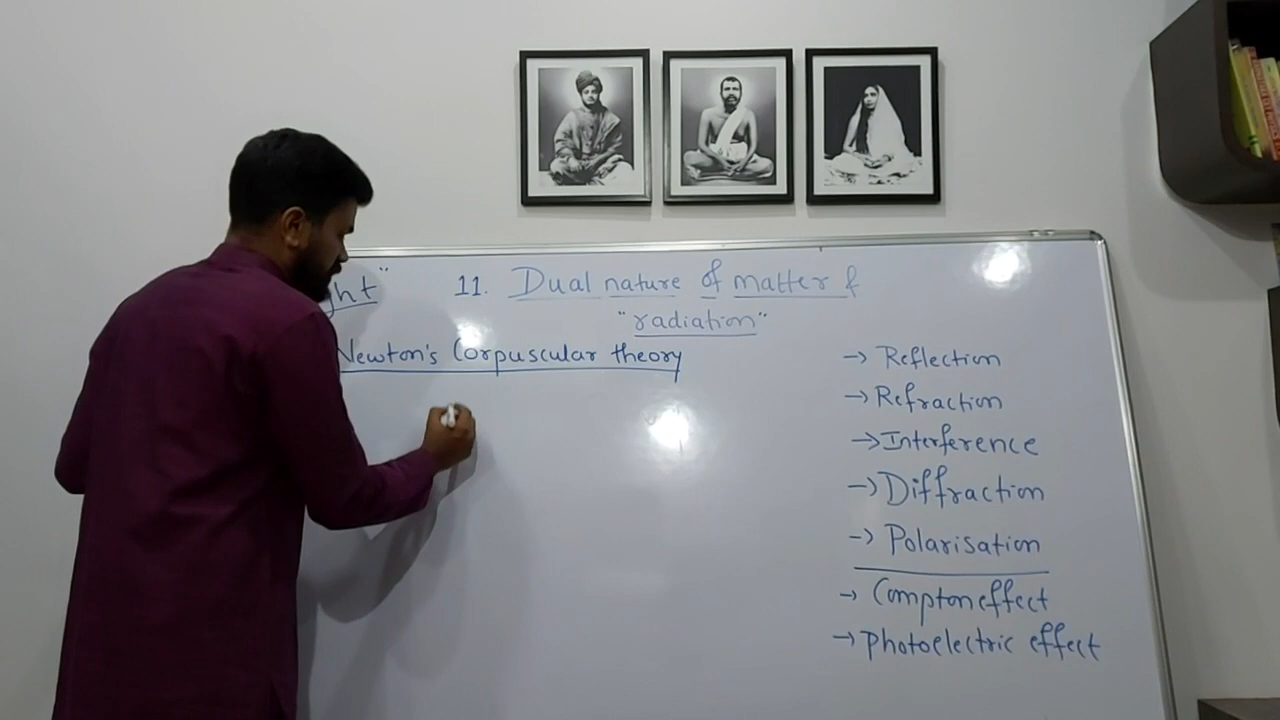 ght" 11. Dual nature of matter &
"radiation"
Newton's Corpuscular theory
→ Reflection
→ Refraction
→ Interference
→ Diffraction
→ Polarisation
→ Compton effect
→ Photoelectric effect